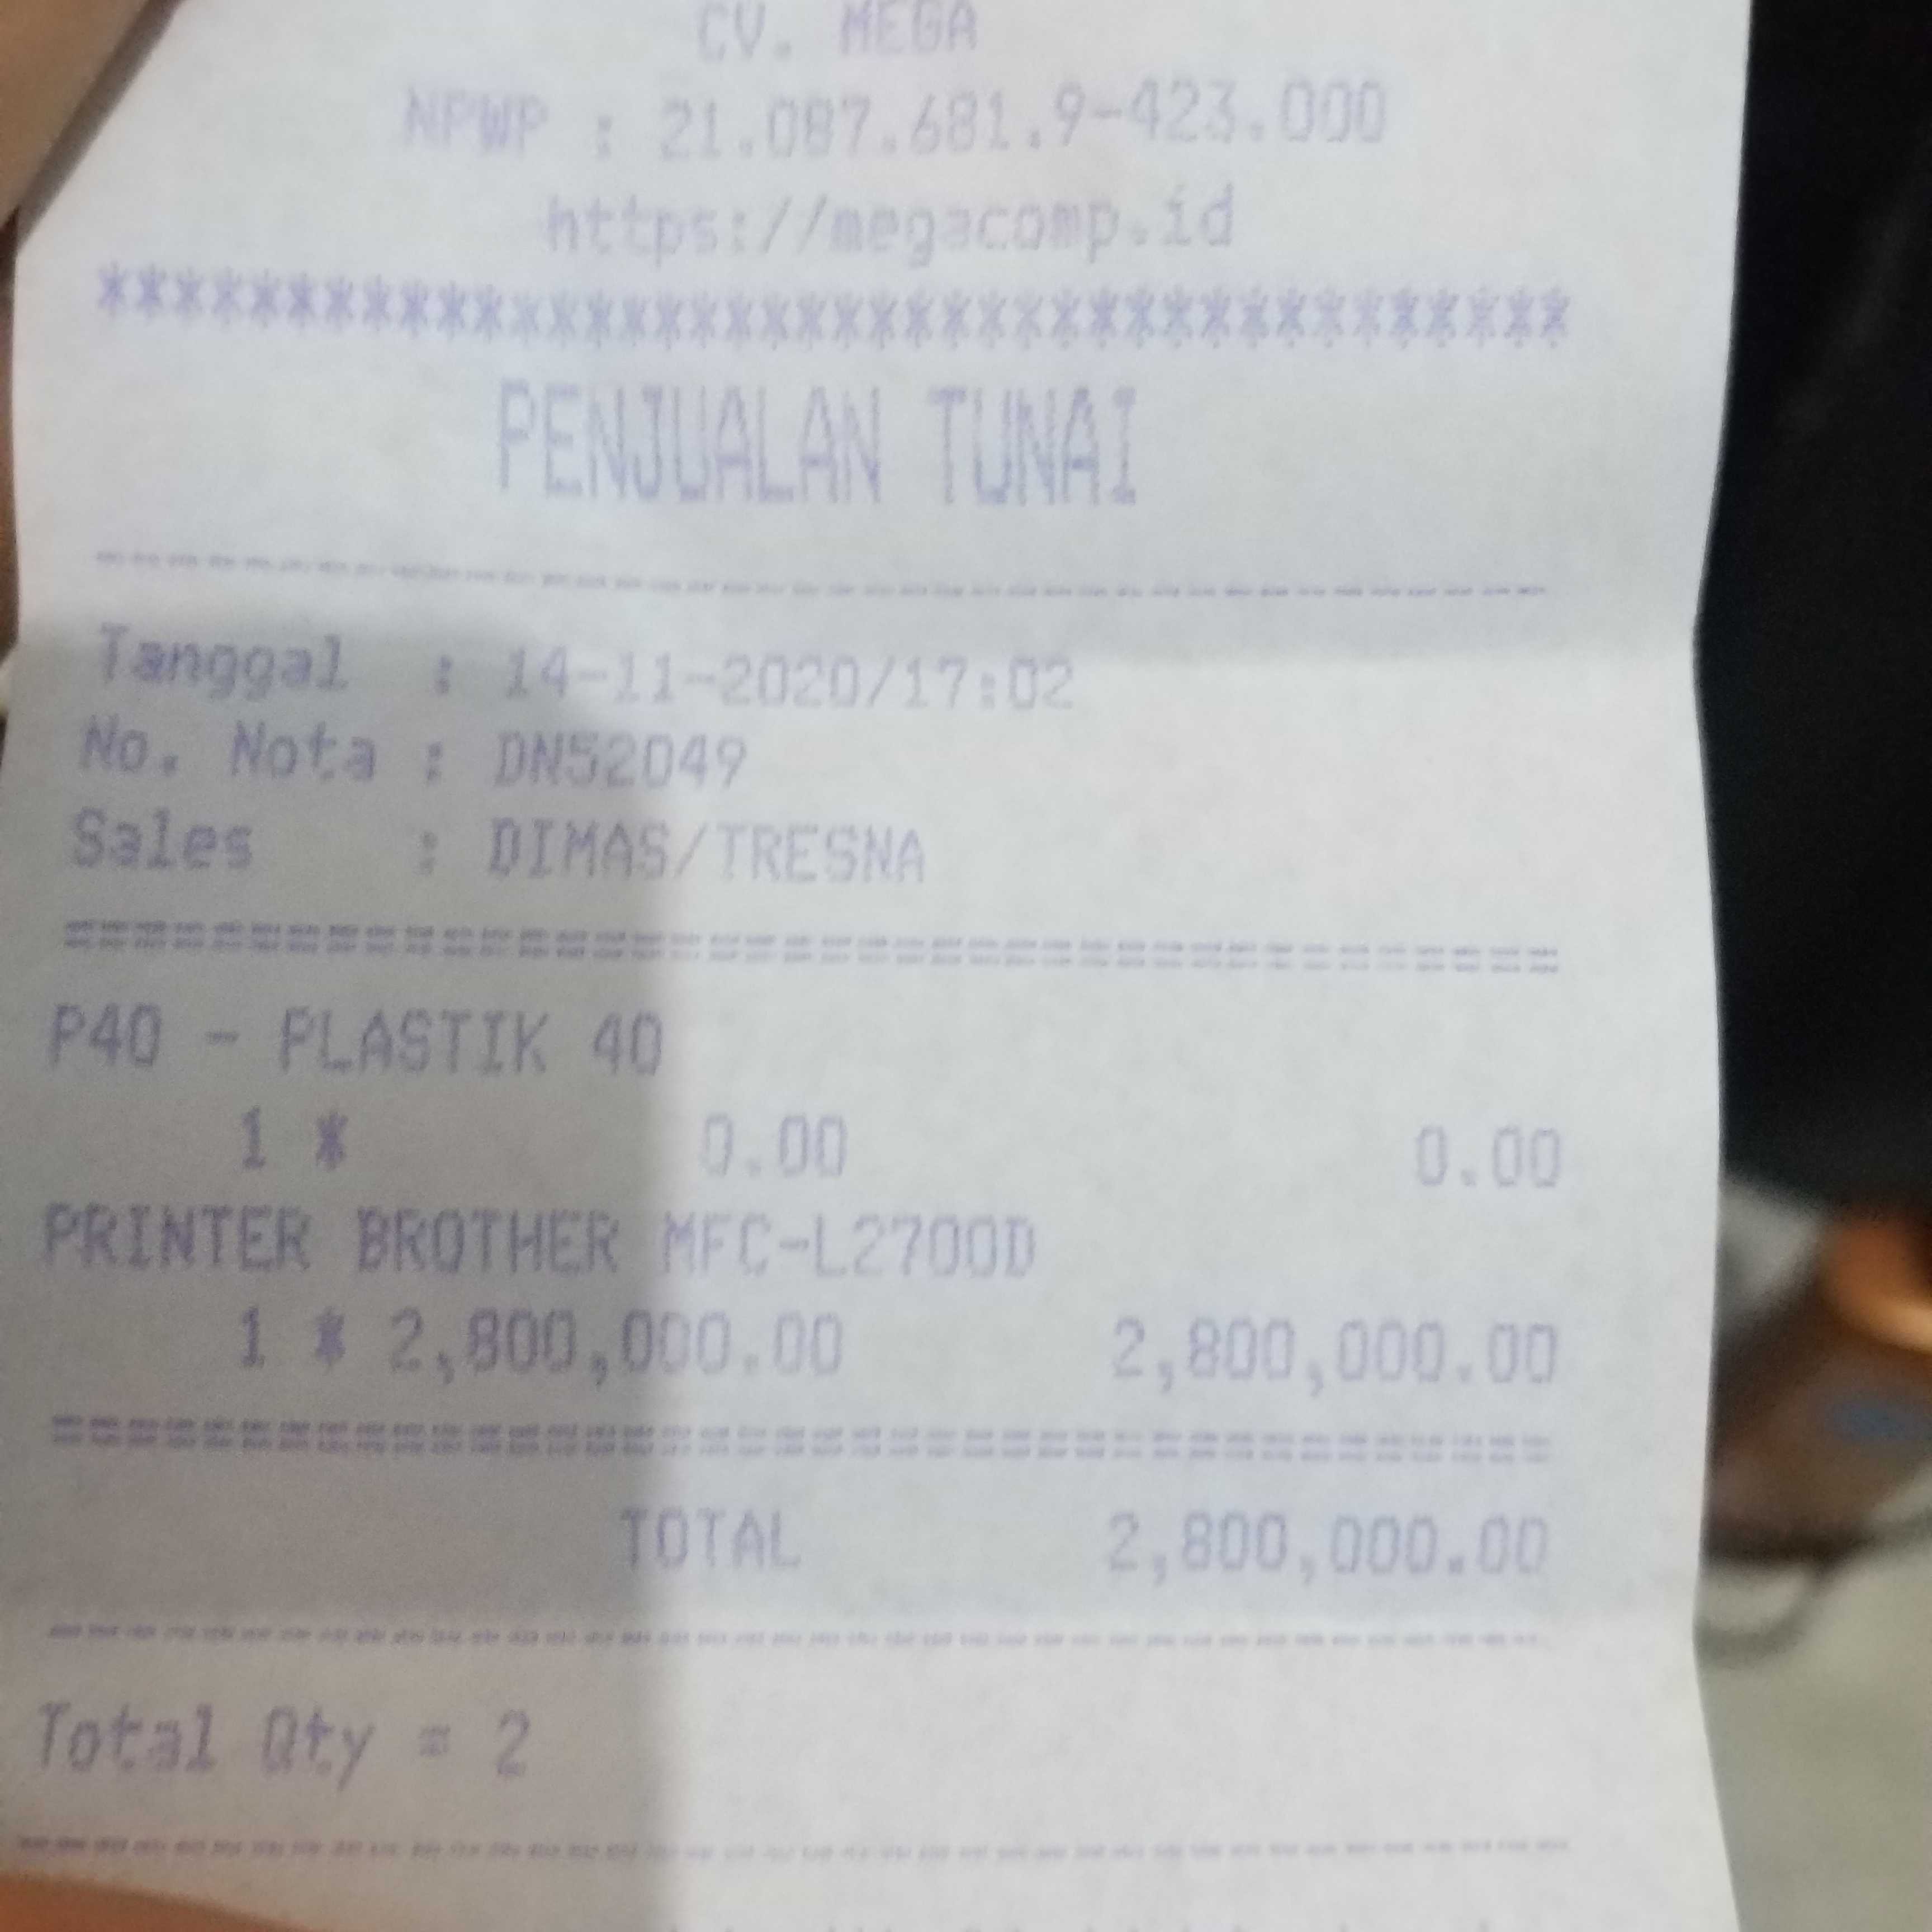 CV. MEGA
NPWP : 21.087.681.9-423.000
https://megacomp.id
****************************************
PENJUALAN TUNAI
----------------------------------------
Tanggal : 14-11-2020/17:02
No. Nota : DN52049
Sales : DIMAS/TRESNA
========================================
P40 - PLASTIK 40
1 * 0.00 0.00
PRINTER BROTHER MFC-L2700D
1 * 2,800,000.00 2,800,000.00
========================================
TOTAL 2,800,000.00
----------------------------------------
Total Qty = 2
----------------------------------------